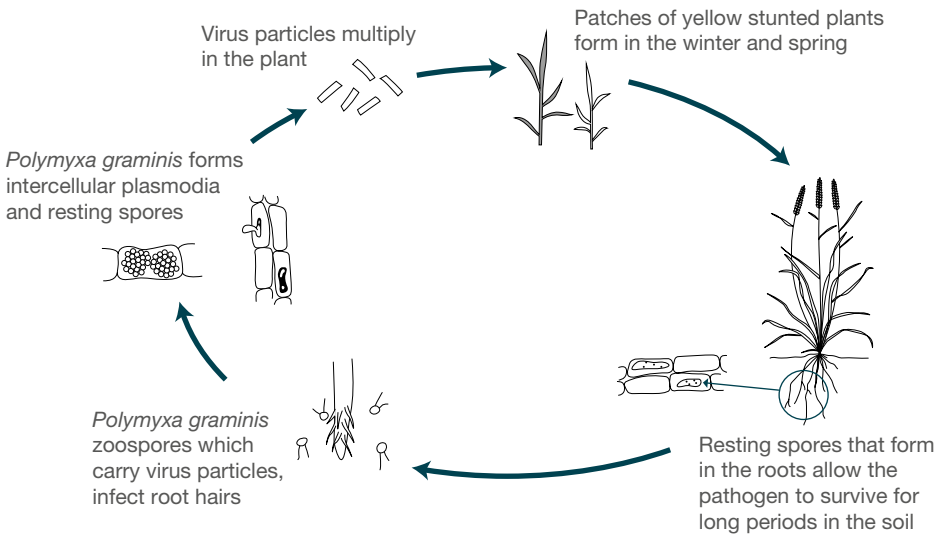 Virus particles multiply
in the plant
Patches of yellow stunted plants
form in the winter and spring
Resting spores that form
in the roots allow the
pathogen to survive for
long periods in the soil
Polymyxa graminis
zoospores which
carry virus particles,
infect root hairs
Polymyxa graminis forms
intercellular plasmodia
and resting spores